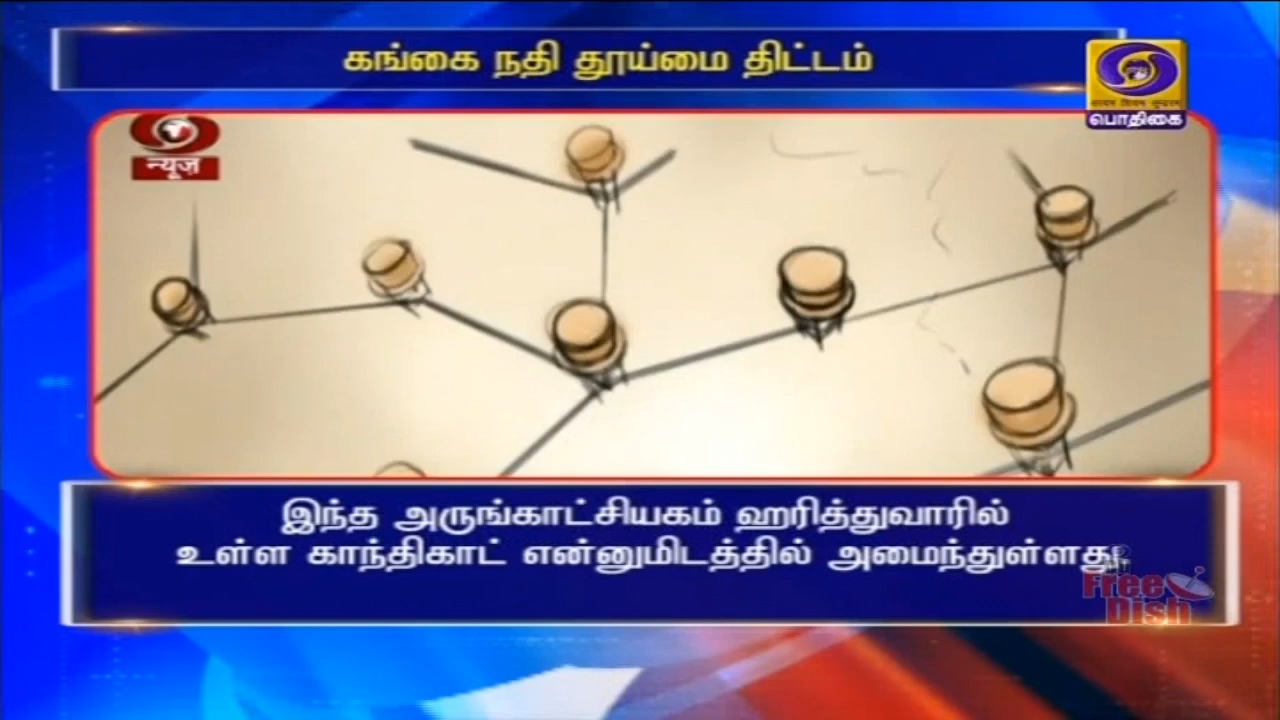 கங்கை நதி தூய்மை திட்டம்
பொதிகை
न्यूज़
இந்த அருங்காட்சியகம் ஹரித்துவாரில்
உள்ள காந்திகாட் என்னுமிடத்தில் அமைந்துள்ளது
Free
Dish